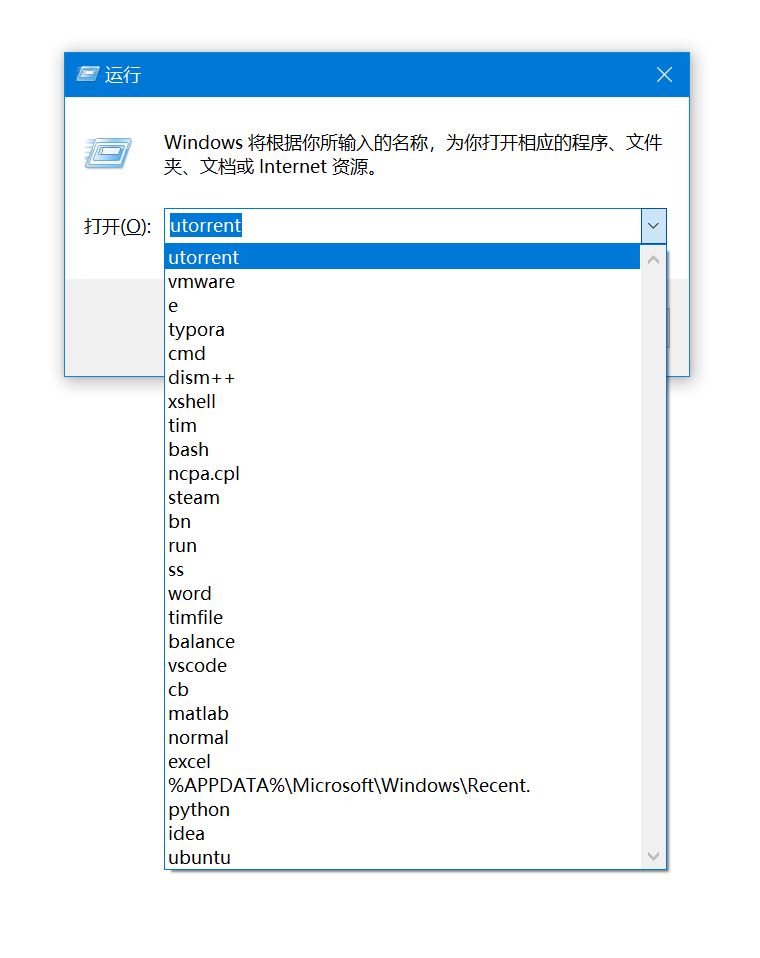 运行
Windows 将根据你所输入的名称，为你打开相应的程序、文件
夹、文档或 Internet 资源。
打开(O): utorrent
utorrent
vmware
e
typora
cmd
dism++
xshell
tim
bash
ncpa.cpl
steam
bn
run
ss
word
timfile
balance
vscode
cb
matlab
normal
excel
%APPDATA%\Microsoft\Windows\Recent.
python
idea
ubuntu